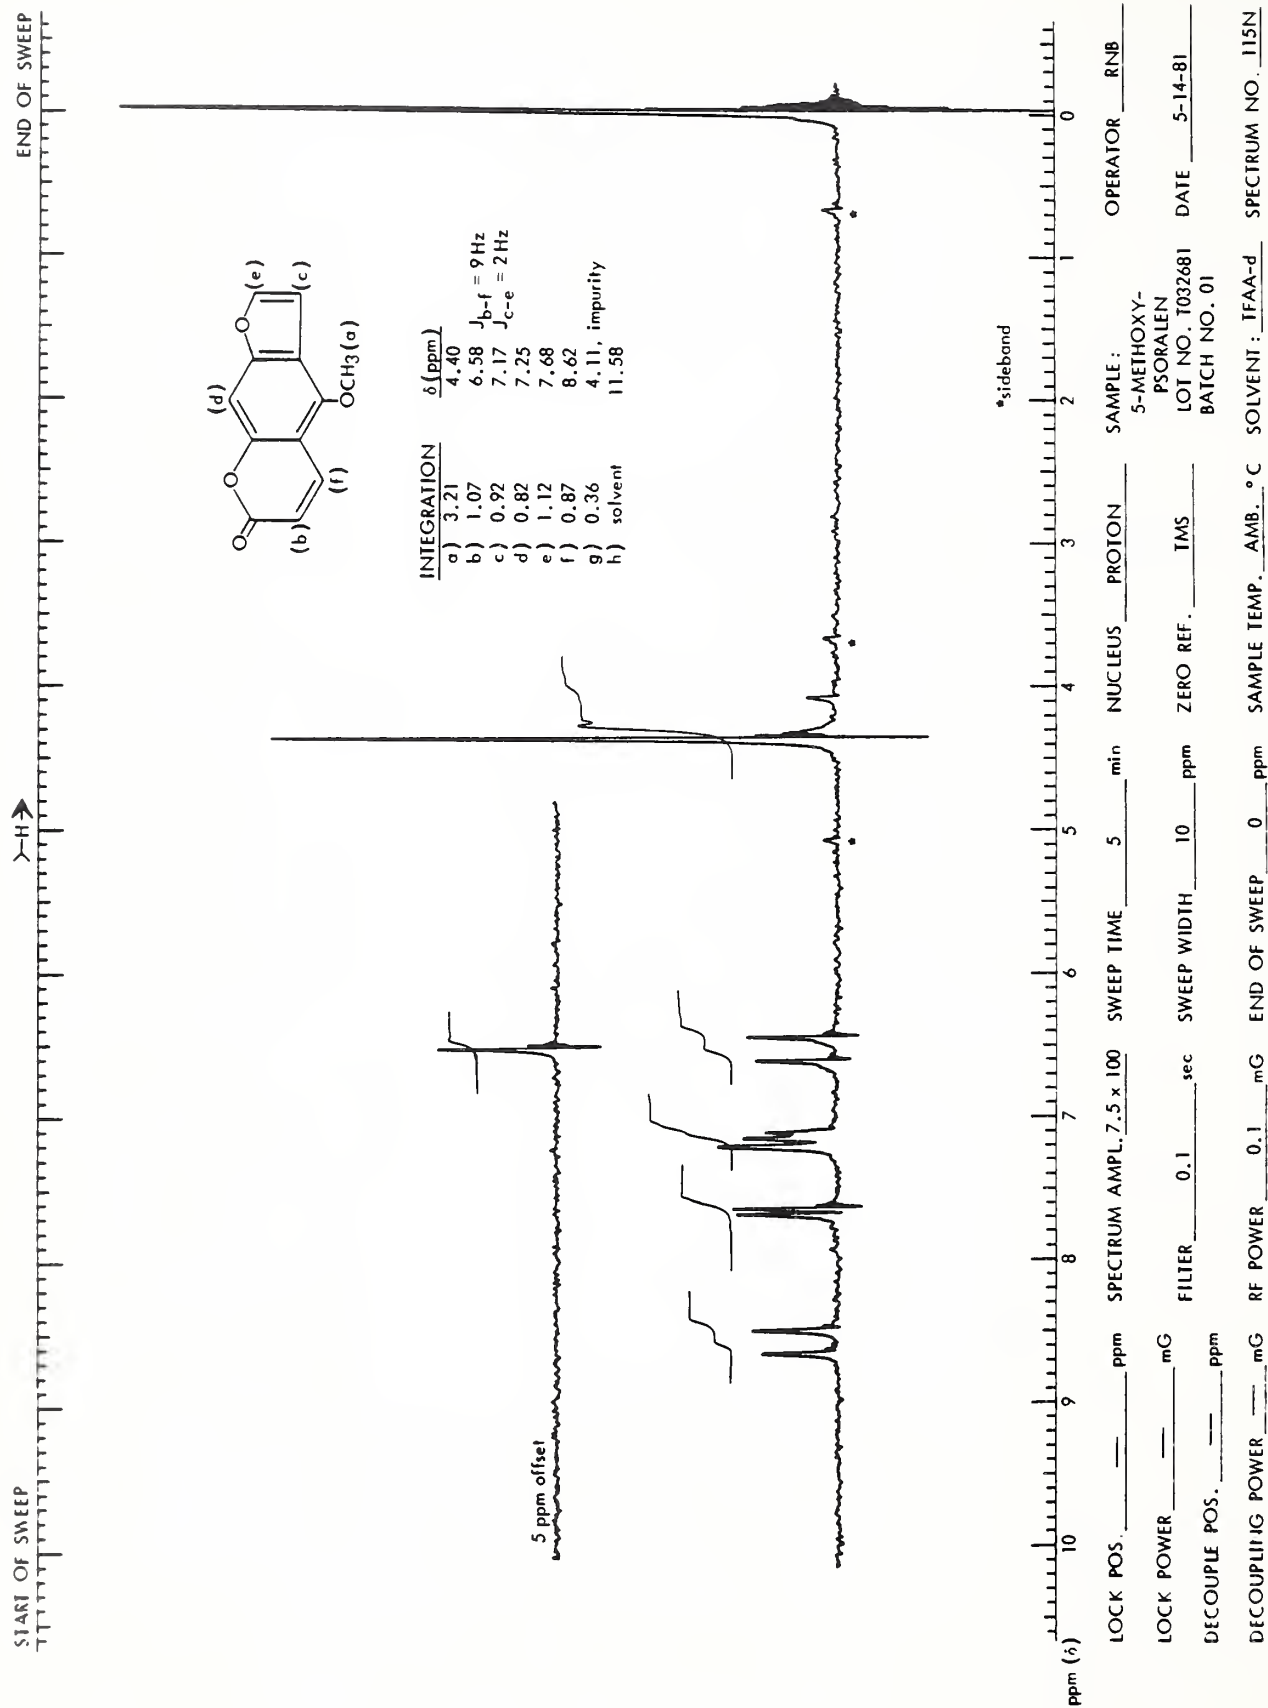 START OF SWEEP
END OF SWEEP
>-H->
(a)
(b)
(c)
(d)
(e)
(f)
O
O
O
OCH3 (a)
INTEGRATION δ (ppm)
a) 3.21 4.40
b) 1.07 6.58 J b-f = 9 Hz
c) 0.92 7.17 J c-e = 2 Hz
d) 0.82 7.25
e) 1.12 7.68
f) 0.87 8.62
g) 0.36 4.11, impurity
h) solvent 11.58
5 ppm offset
*
*
*
*sideband
ppm (δ) 10 9 8 7 6 5 4 3 2 1 0
LOCK POS. — ppm SPECTRUM AMPL. 7.5 x 100 SWEEP TIME 5 min NUCLEUS PROTON SAMPLE: OPERATOR RNB
5-METHOXY-
PSORALEN
LOCK POWER — mG FILTER 0.1 sec SWEEP WIDTH 10 ppm ZERO REF. TMS LOT NO. T032681 DATE 5-14-81
DECOUPLE POS. — ppm BATCH NO. 01
DECOUPLING POWER — mG RF POWER 0.1 mG END OF SWEEP 0 ppm SAMPLE TEMP. AMB. °C SOLVENT: TFAA-d SPECTRUM NO. 115N